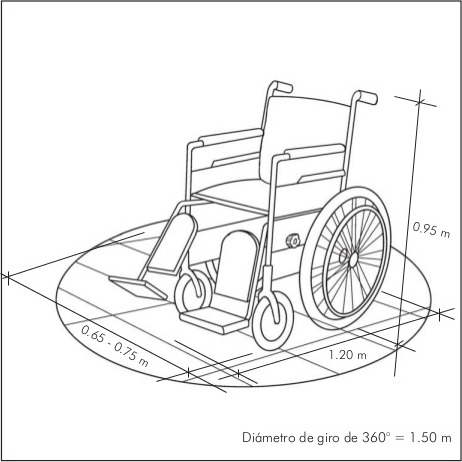 0.95 m
0.65 - 0.75 m
1.20 m
Diámetro de giro de 360° = 1.50 m